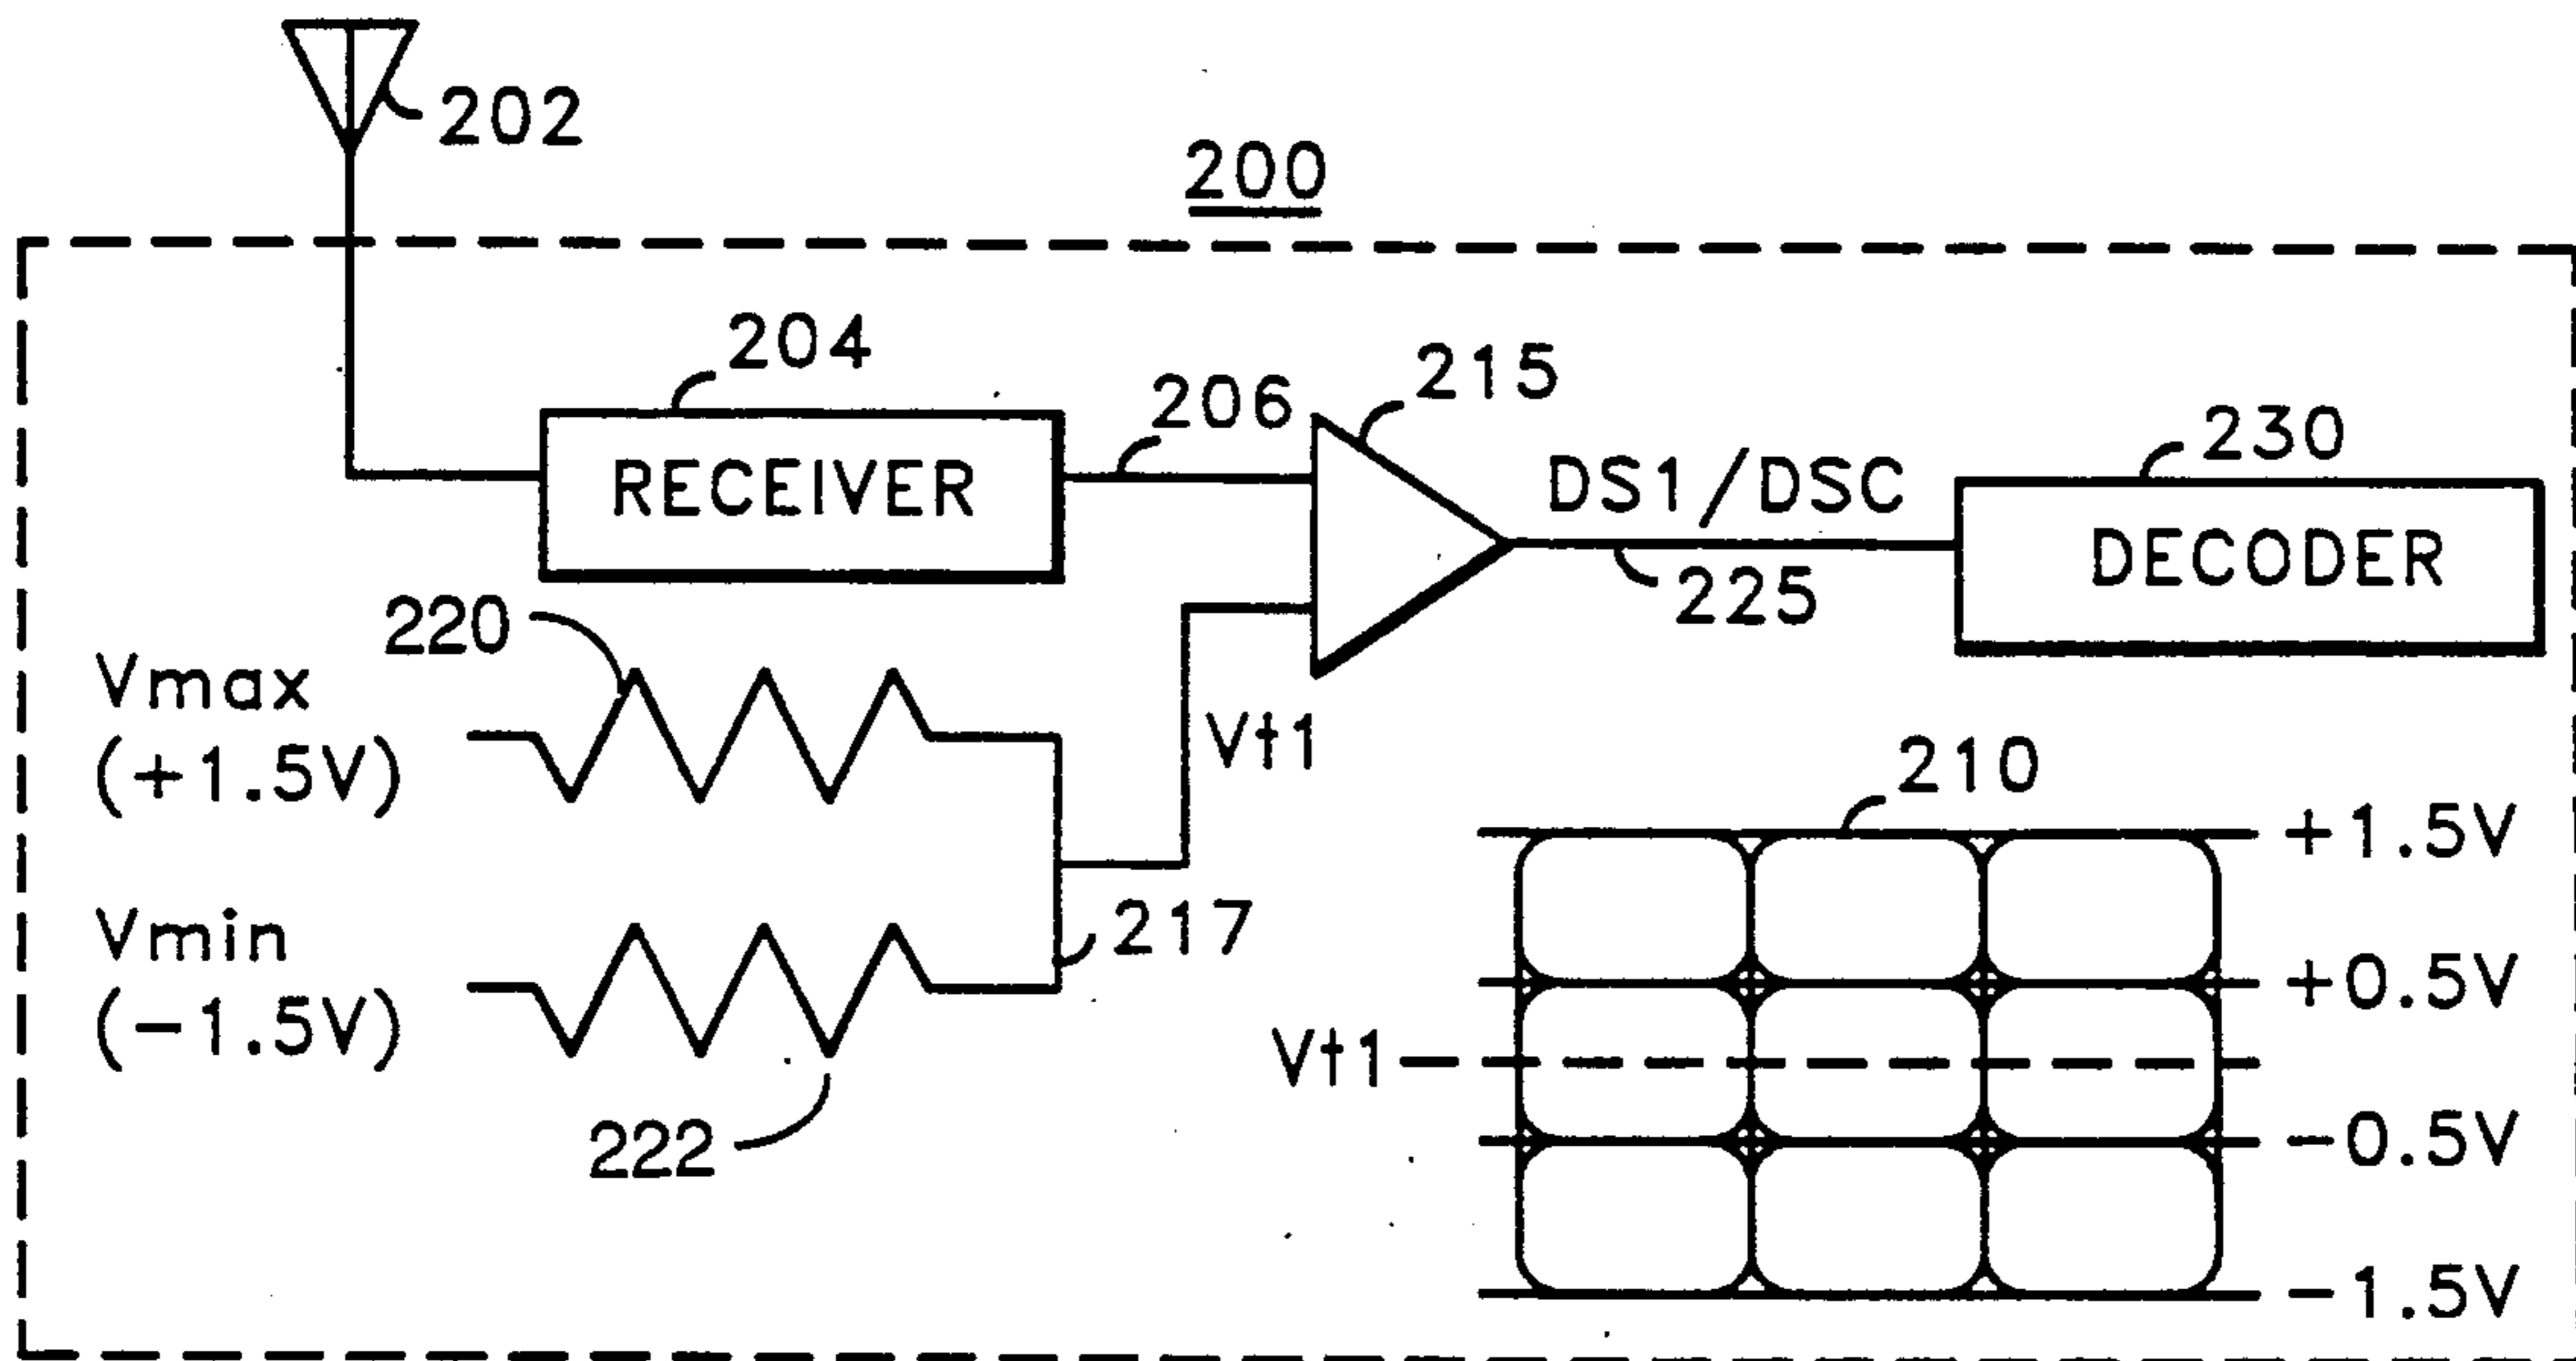 202
200
204
206
215
230
RECEIVER
DS1/DSC
DECODER
225
220
Vmax
(+1.5V)
Vt1
210
+1.5V
Vmin
(-1.5V)
217
+0.5V
Vt1
222
-0.5V
-1.5V